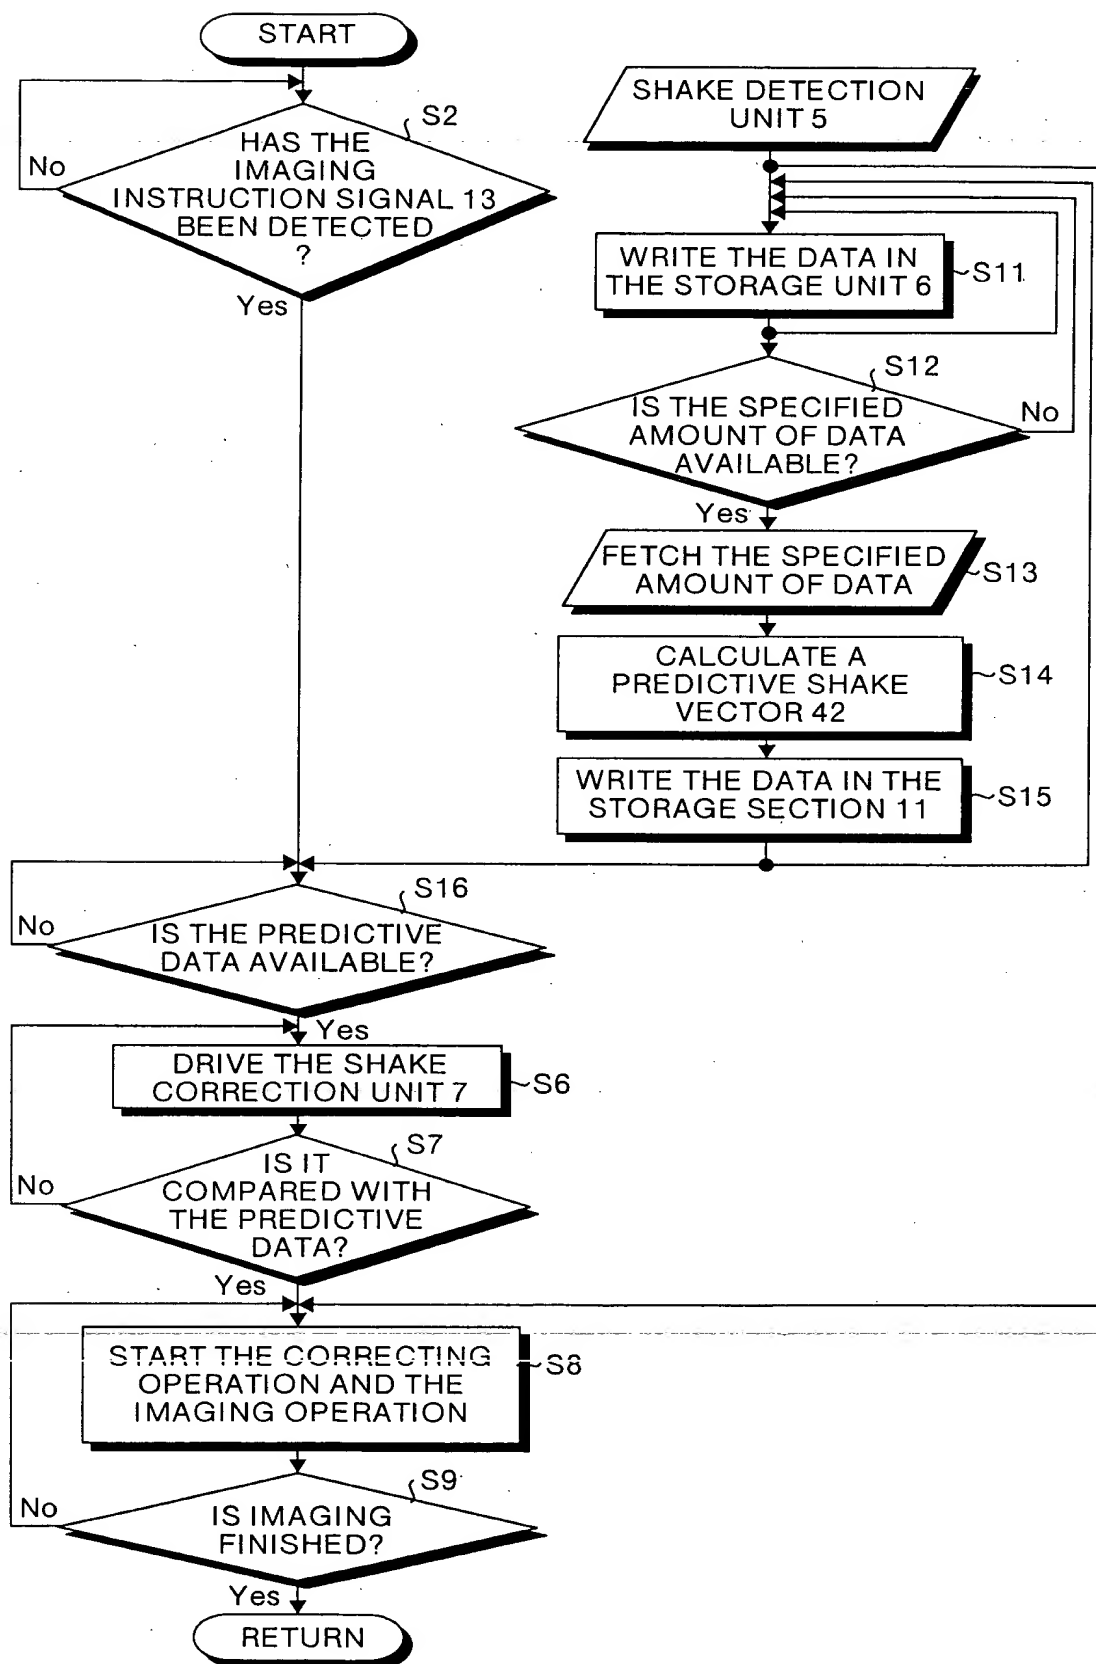 START
S2
No
HAS THE
IMAGING
INSTRUCTION SIGNAL 13
BEEN DETECTED
?
Yes
SHAKE DETECTION
UNIT 5
WRITE THE DATA IN
THE STORAGE UNIT 6
S11
S12
IS THE SPECIFIED
AMOUNT OF DATA
AVAILABLE?
No
Yes
FETCH THE SPECIFIED
AMOUNT OF DATA
S13
CALCULATE A
PREDICTIVE SHAKE
VECTOR 42
S14
WRITE THE DATA IN THE
STORAGE SECTION 11
S15
S16
No
IS THE PREDICTIVE
DATA AVAILABLE?
Yes
DRIVE THE SHAKE
CORRECTION UNIT 7
S6
S7
No
IS IT
COMPARED WITH
THE PREDICTIVE
DATA?
Yes
START THE CORRECTING
OPERATION AND THE
IMAGING OPERATION
S8
S9
No
IS IMAGING
FINISHED?
Yes
RETURN